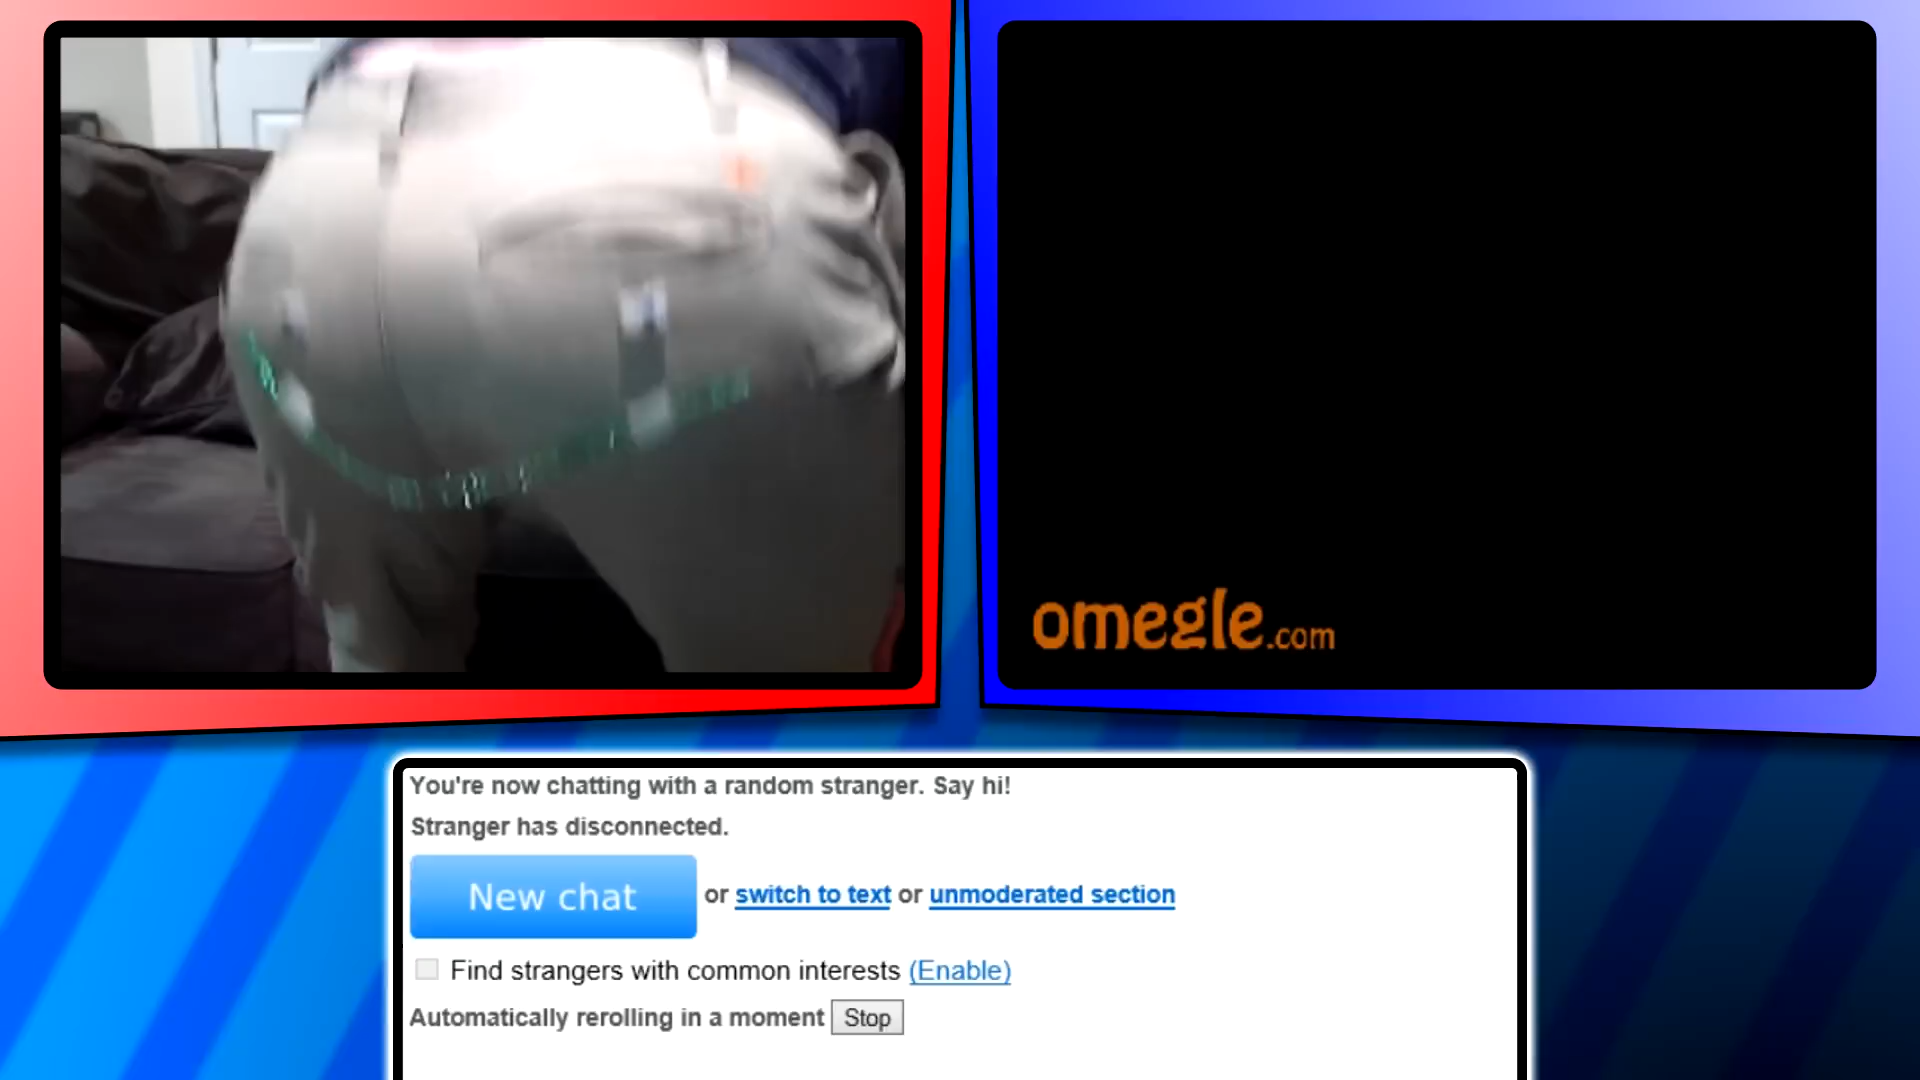 omegle.com
You're now chatting with a random stranger. Say hi!
Stranger has disconnected.
New chat or switch to text or unmoderated section
Find strangers with common interests (Enable)
Automatically rerolling in a moment Stop